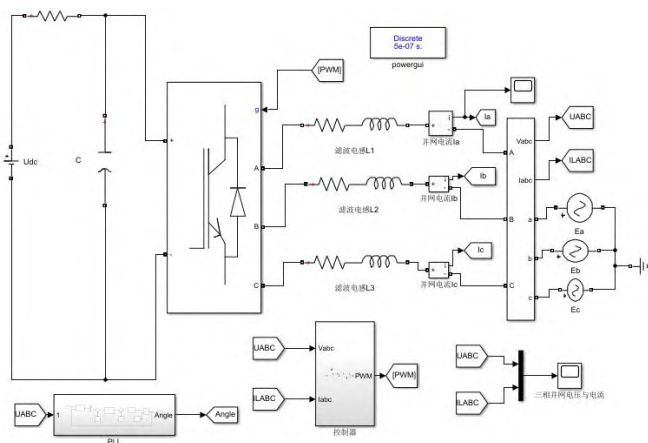 Discrete
5e-07 s.
powergui
[PWM]
g
Ia
UABC
Udc
C
+
-
A
B
C
滤波电感L1
并网电流Ia
滤波电感L2
并网电流Ib
Ib
滤波电感L3
并网电流Ic
Ic
Vabc
Iabc
A
B
C
a
b
c
ILABC
Ea
Eb
Ec
UABC
ILABC
Vabc
Iabc
PWM
[PWM]
控制器
UABC
ILABC
三相并网电压与电流
UABC
1
Angle
Angle
PLL